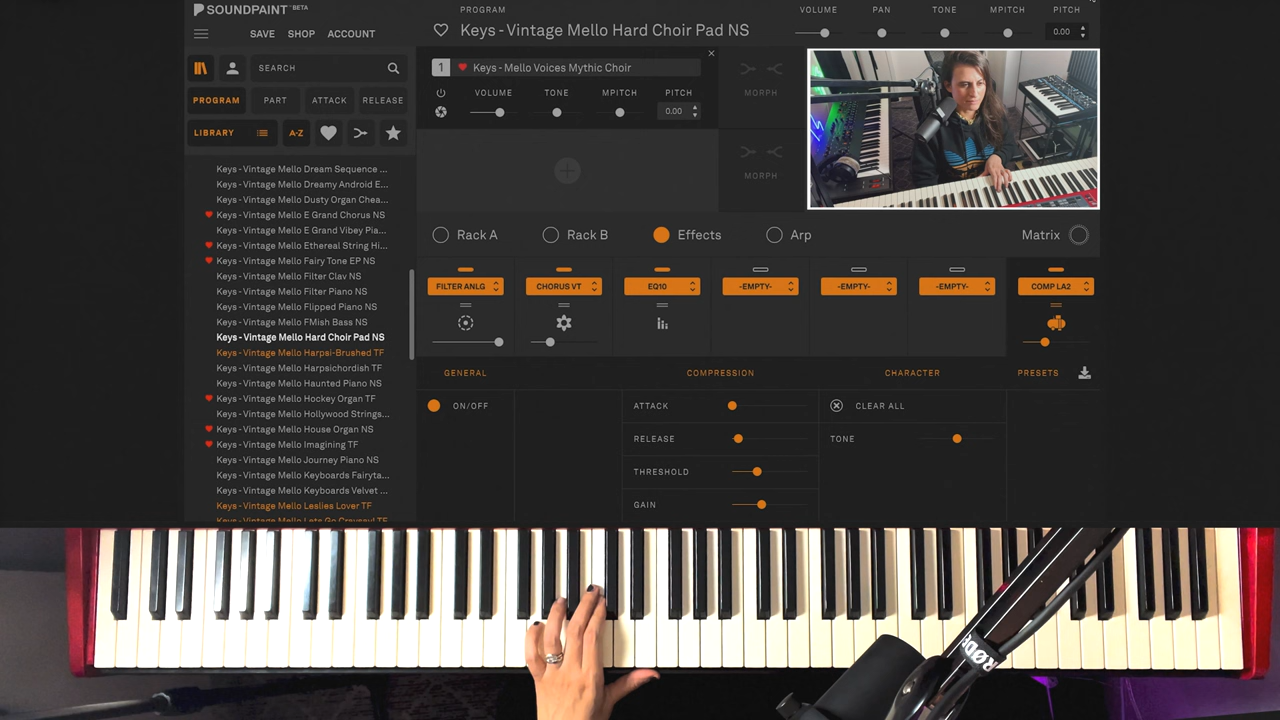 SOUNDPAINT BETA
SAVE SHOP ACCOUNT
SEARCH
PROGRAM PART ATTACK RELEASE
LIBRARY A-Z
Keys - Vintage Mello Dream Sequence ...
Keys - Vintage Mello Dreamy Android E...
Keys - Vintage Mello Dusty Organ Chea...
Keys - Vintage Mello E Grand Chorus NS
Keys - Vintage Mello E Grand Vibey Pia...
Keys - Vintage Mello Ethereal String Hi...
Keys - Vintage Mello Fairy Tone EP NS
Keys - Vintage Mello Filter Clav NS
Keys - Vintage Mello Filter Piano NS
Keys - Vintage Mello Flipped Piano NS
Keys - Vintage Mello FMish Bass NS
Keys - Vintage Mello Hard Choir Pad NS
Keys - Vintage Mello Harpsi-Brushed TF
Keys - Vintage Mello Harpsichordish TF
Keys - Vintage Mello Haunted Piano NS
Keys - Vintage Mello Hockey Organ TF
Keys - Vintage Mello Hollywood Strings...
Keys - Vintage Mello House Organ NS
Keys - Vintage Mello Imagining TF
Keys - Vintage Mello Journey Piano NS
Keys - Vintage Mello Keyboards Fairyta...
Keys - Vintage Mello Keyboards Velvet ...
Keys - Vintage Mello Leslies Lover TF
PROGRAM
Keys - Vintage Mello Hard Choir Pad NS
VOLUME PAN TONE MPITCH PITCH
0.00
1 Keys - Mello Voices Mythic Choir
VOLUME TONE MPITCH PITCH
0.00
MORPH
MORPH
Rack A Rack B Effects Arp Matrix
FILTER ANLG CHORUS VT EQ10 -EMPTY- -EMPTY- -EMPTY- COMP LA2
GENERAL COMPRESSION CHARACTER PRESETS
ON/OFF ATTACK CLEAR ALL
RELEASE TONE
THRESHOLD
GAIN
RØDE